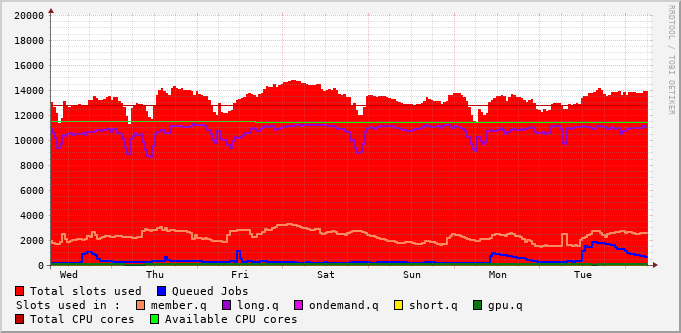 20000
18000
16000
14000
12000
10000
8000
6000
4000
2000
0
Wed Thu Fri Sat Sun Mon Tue
RRDTOOL / TOBI OETIKER
Total slots used Queued Jobs
Slots used in : member.q long.q ondemand.q short.q gpu.q
Total CPU cores Available CPU cores